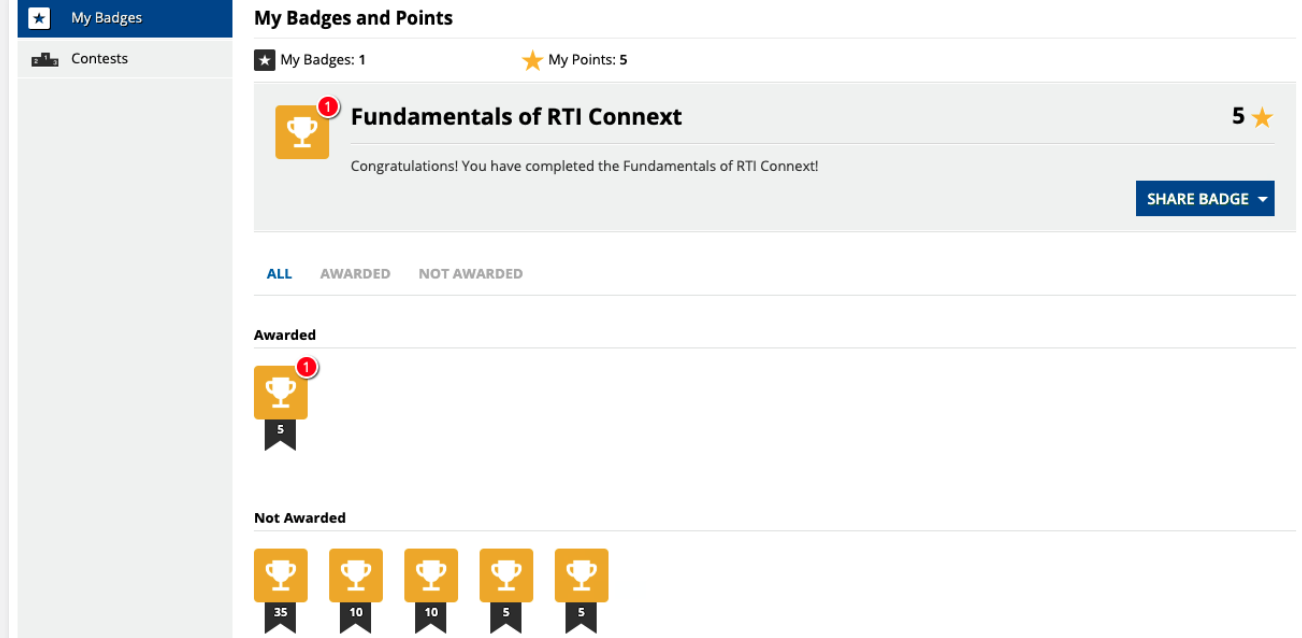 My Badges
Contests
My Badges and Points
My Badges: 1
My Points: 5
1
Fundamentals of RTI Connext
5
Congratulations! You have completed the Fundamentals of RTI Connext!
SHARE BADGE
ALL AWARDED NOT AWARDED
Awarded
1
5
Not Awarded
35 10 10 5 5